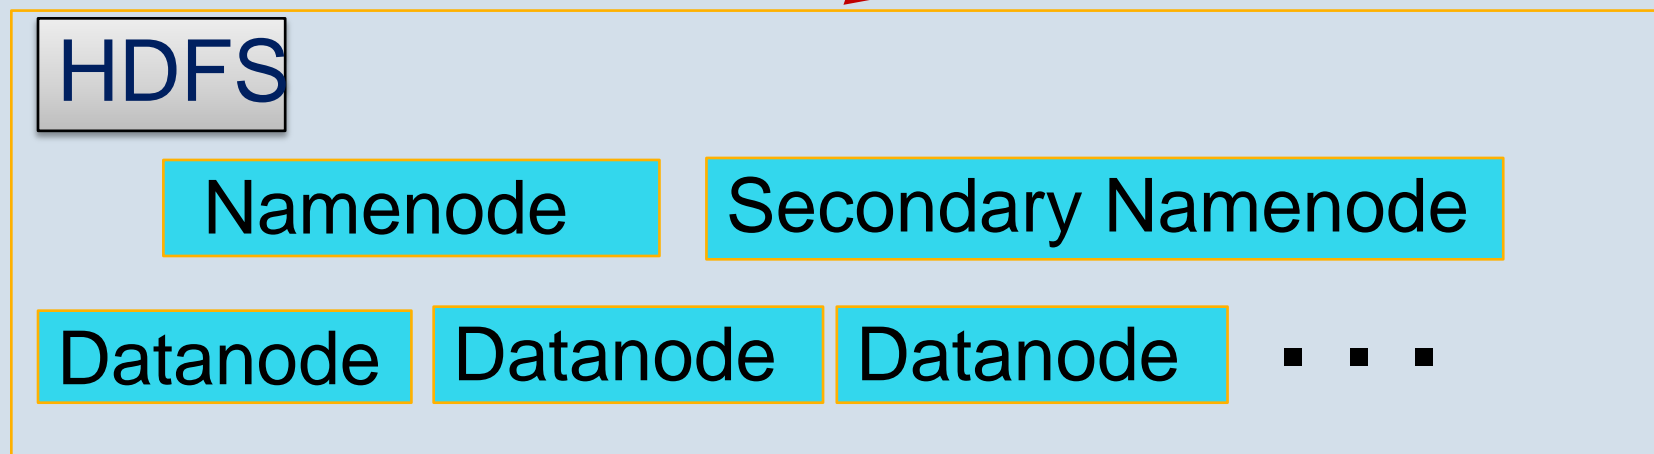 HDFS
Namenode Secondary Namenode
Datanode Datanode Datanode . . .